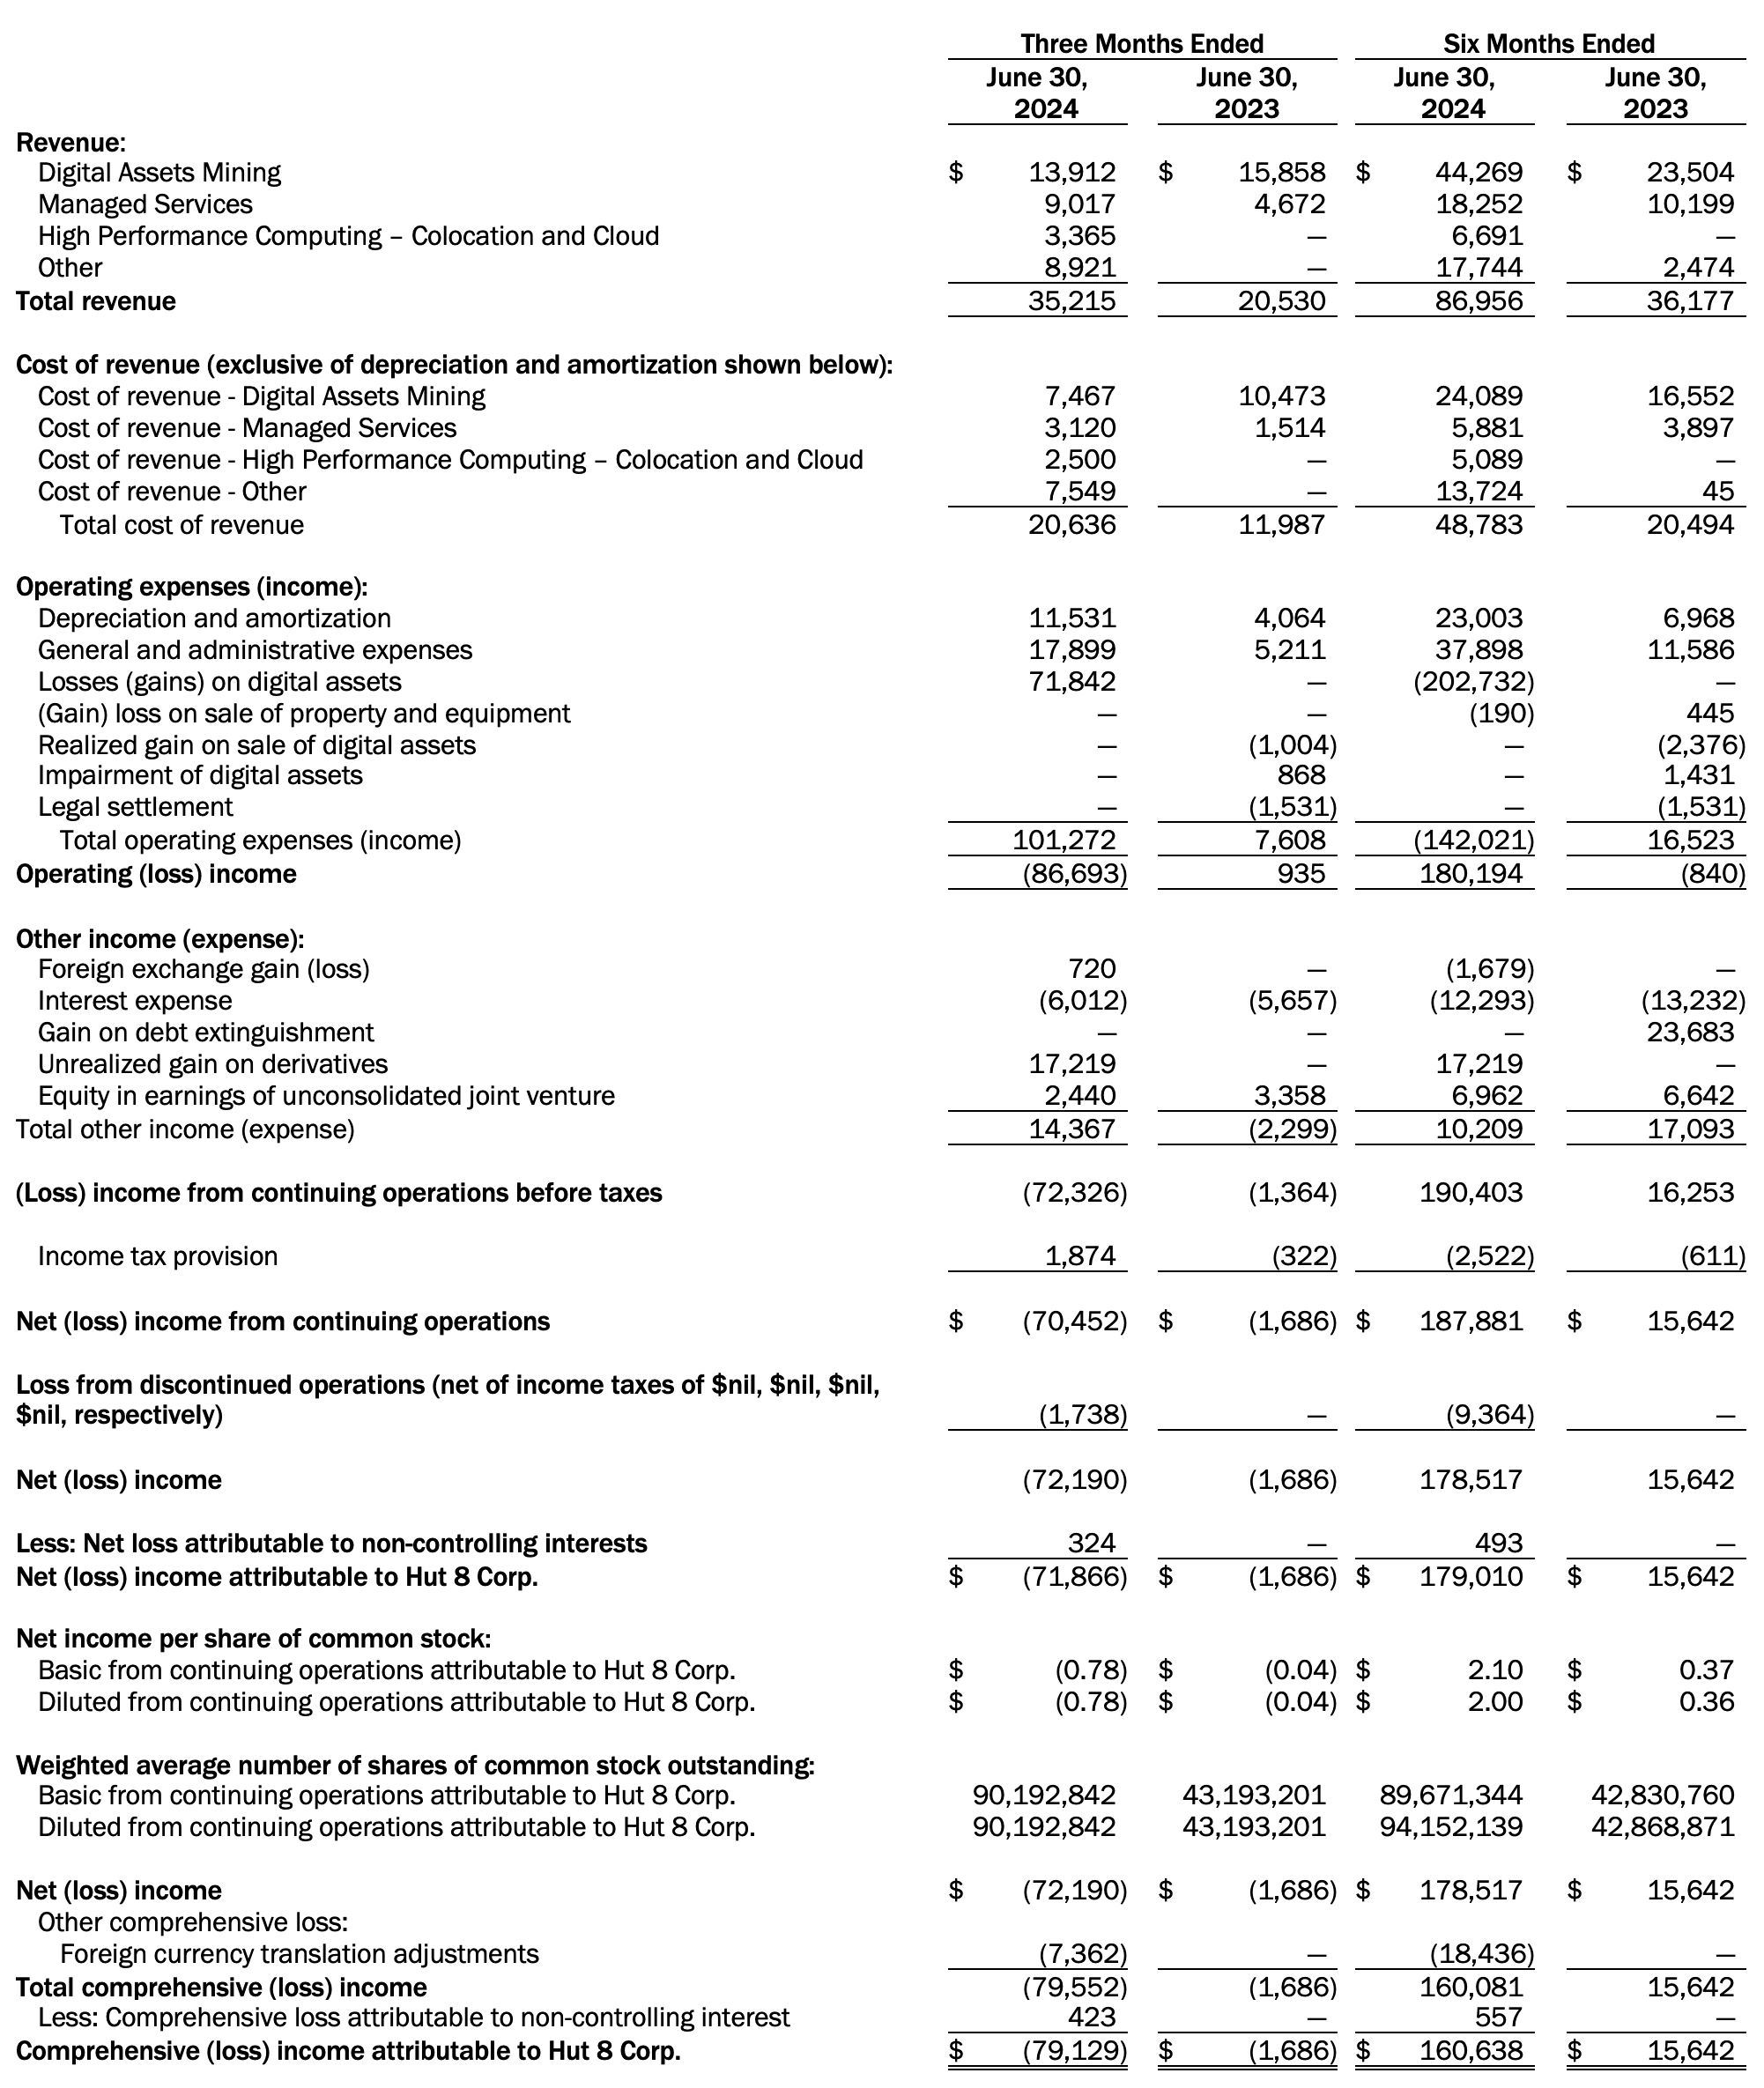 Three Months Ended Six Months Ended
June 30, June 30, June 30, June 30,
2024 2023 2024 2023
Revenue:
Digital Assets Mining $ 13,912 $ 15,858 $ 44,269 $ 23,504
Managed Services 9,017 4,672 18,252 10,199
High Performance Computing – Colocation and Cloud 3,365 — 6,691 —
Other 8,921 — 17,744 2,474
Total revenue 35,215 20,530 86,956 36,177
Cost of revenue (exclusive of depreciation and amortization shown below):
Cost of revenue - Digital Assets Mining 7,467 10,473 24,089 16,552
Cost of revenue - Managed Services 3,120 1,514 5,881 3,897
Cost of revenue - High Performance Computing – Colocation and Cloud 2,500 — 5,089 —
Cost of revenue - Other 7,549 — 13,724 45
Total cost of revenue 20,636 11,987 48,783 20,494
Operating expenses (income):
Depreciation and amortization 11,531 4,064 23,003 6,968
General and administrative expenses 17,899 5,211 37,898 11,586
Losses (gains) on digital assets 71,842 — (202,732) —
(Gain) loss on sale of property and equipment — — (190) 445
Realized gain on sale of digital assets — (1,004) — (2,376)
Impairment of digital assets — 868 — 1,431
Legal settlement — (1,531) — (1,531)
Total operating expenses (income) 101,272 7,608 (142,021) 16,523
Operating (loss) income (86,693) 935 180,194 (840)
Other income (expense):
Foreign exchange gain (loss) 720 — (1,679) —
Interest expense (6,012) (5,657) (12,293) (13,232)
Gain on debt extinguishment — — — 23,683
Unrealized gain on derivatives 17,219 — 17,219 —
Equity in earnings of unconsolidated joint venture 2,440 3,358 6,962 6,642
Total other income (expense) 14,367 (2,299) 10,209 17,093
(Loss) income from continuing operations before taxes (72,326) (1,364) 190,403 16,253
Income tax provision 1,874 (322) (2,522) (611)
Net (loss) income from continuing operations $ (70,452) $ (1,686) $ 187,881 $ 15,642
Loss from discontinued operations (net of income taxes of $nil, $nil, $nil,
$nil, respectively) (1,738) — (9,364) —
Net (loss) income (72,190) (1,686) 178,517 15,642
Less: Net loss attributable to non-controlling interests 324 — 493 —
Net (loss) income attributable to Hut 8 Corp. $ (71,866) $ (1,686) $ 179,010 $ 15,642
Net income per share of common stock:
Basic from continuing operations attributable to Hut 8 Corp. $ (0.78) $ (0.04) $ 2.10 $ 0.37
Diluted from continuing operations attributable to Hut 8 Corp. $ (0.78) $ (0.04) $ 2.00 $ 0.36
Weighted average number of shares of common stock outstanding:
Basic from continuing operations attributable to Hut 8 Corp. 90,192,842 43,193,201 89,671,344 42,830,760
Diluted from continuing operations attributable to Hut 8 Corp. 90,192,842 43,193,201 94,152,139 42,868,871
Net (loss) income $ (72,190) $ (1,686) $ 178,517 $ 15,642
Other comprehensive loss:
Foreign currency translation adjustments (7,362) — (18,436) —
Total comprehensive (loss) income (79,552) (1,686) 160,081 15,642
Less: Comprehensive loss attributable to non-controlling interest 423 — 557 —
Comprehensive (loss) income attributable to Hut 8 Corp. $ (79,129) $ (1,686) $ 160,638 $ 15,642